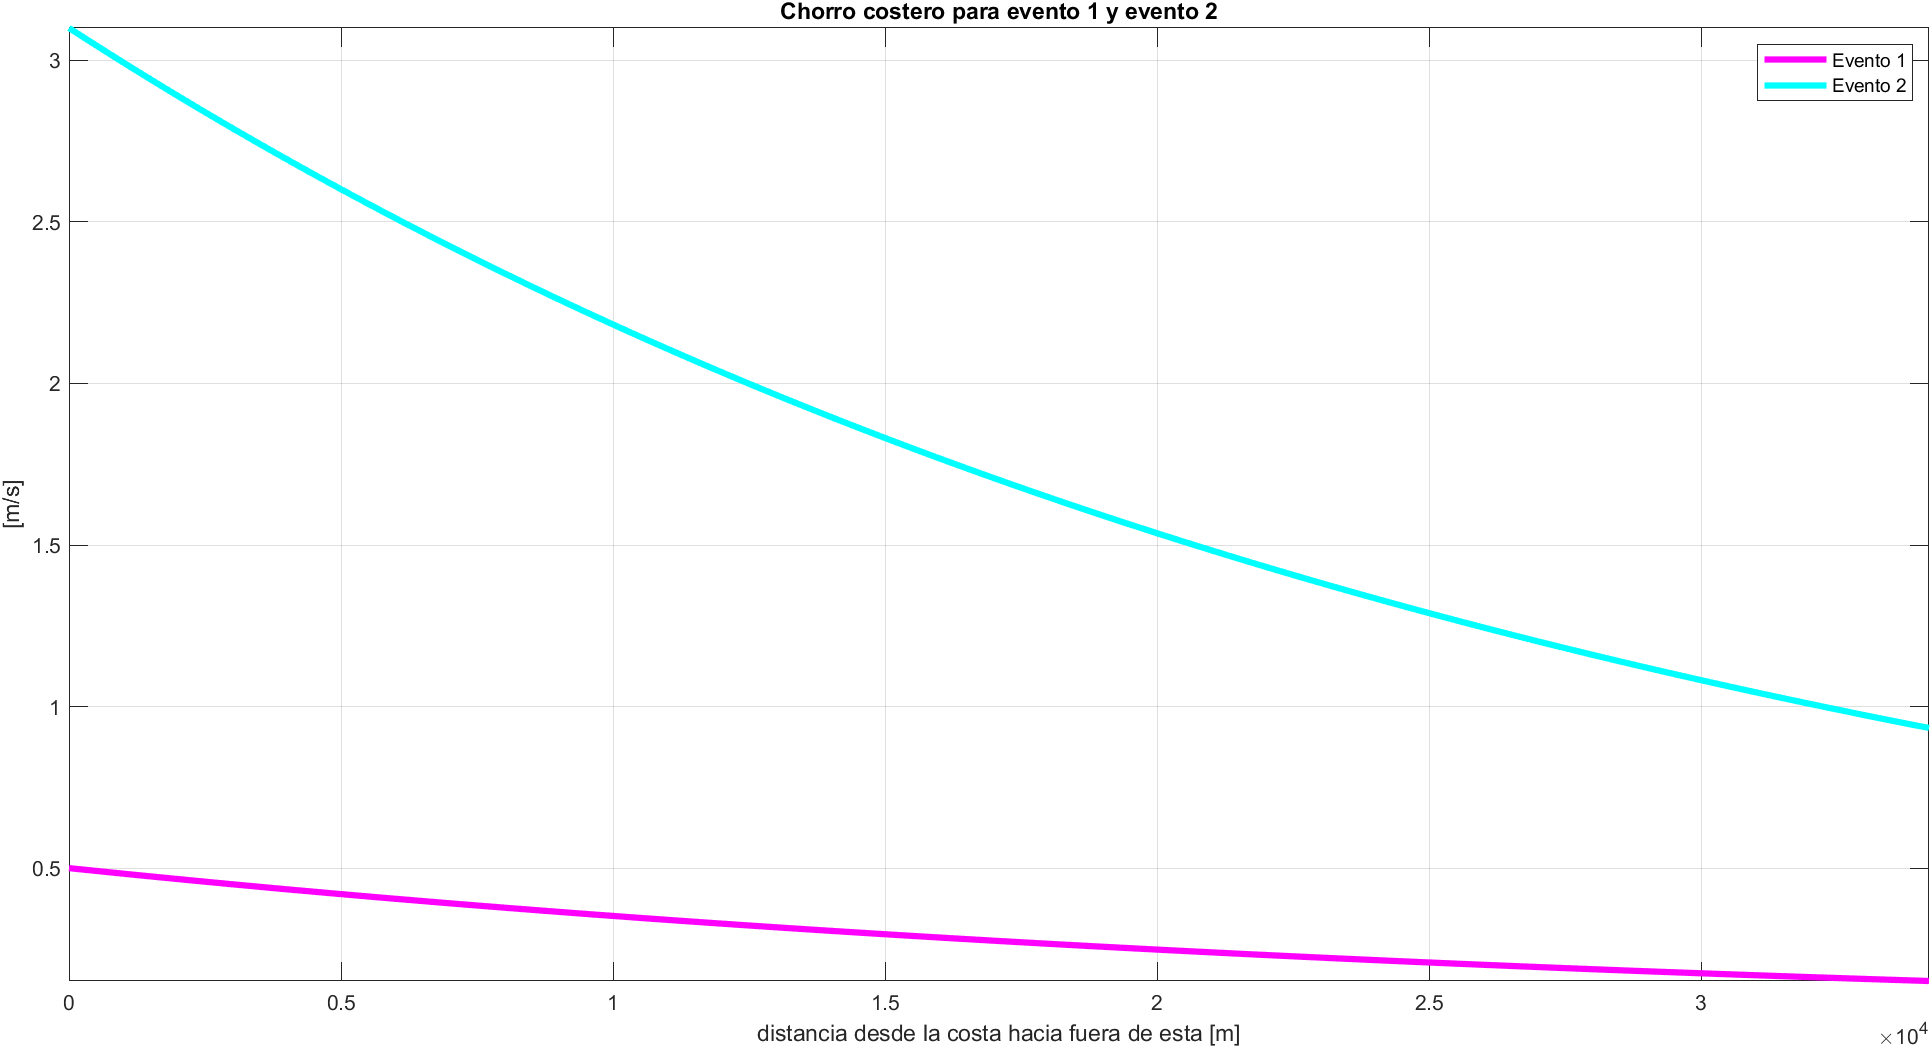 Chorro costero para evento 1 y evento 2
Evento 1
Evento 2
3
2.5
2
1.5
1
0.5
[m/s]
0 0.5 1 1.5 2 2.5 3
distancia desde la costa hacia fuera de esta [m]
×10⁴